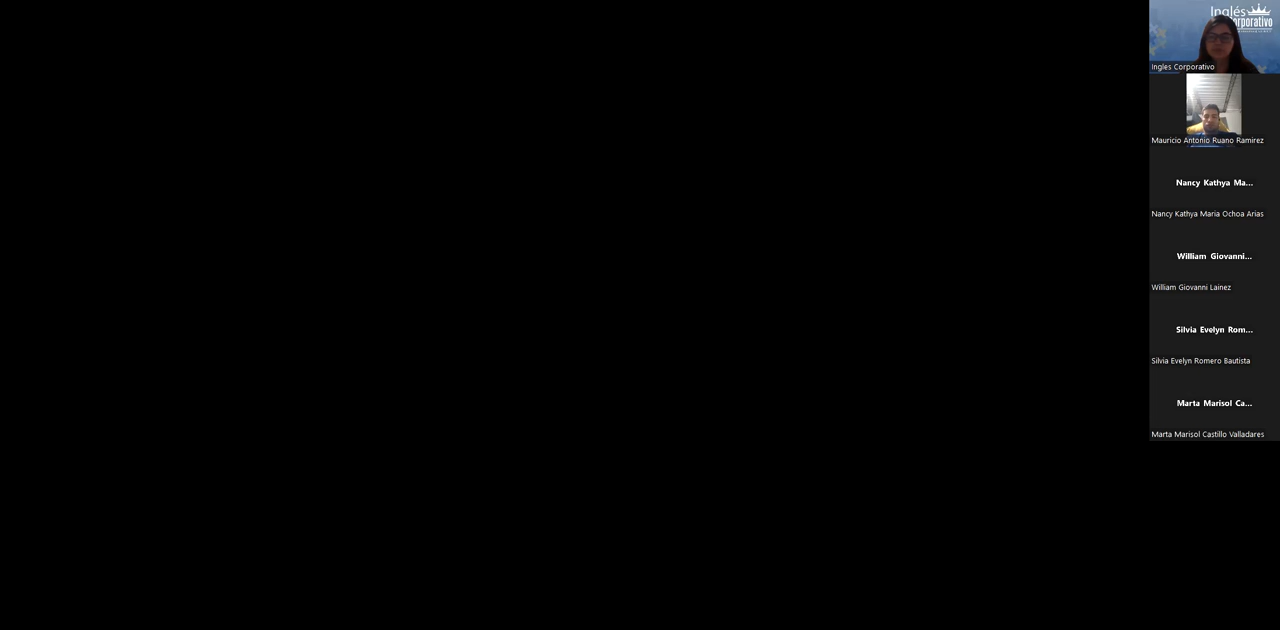 Inglés
Corporativo
Ingles Corporativo
Mauricio Antonio Ruano Ramirez
Nancy Kathya Ma...
Nancy Kathya Maria Ochoa Arias
William Giovanni...
William Giovanni Lainez
Silvia Evelyn Rom...
Silvia Evelyn Romero Bautista
Marta Marisol Ca...
Marta Marisol Castillo Valladares